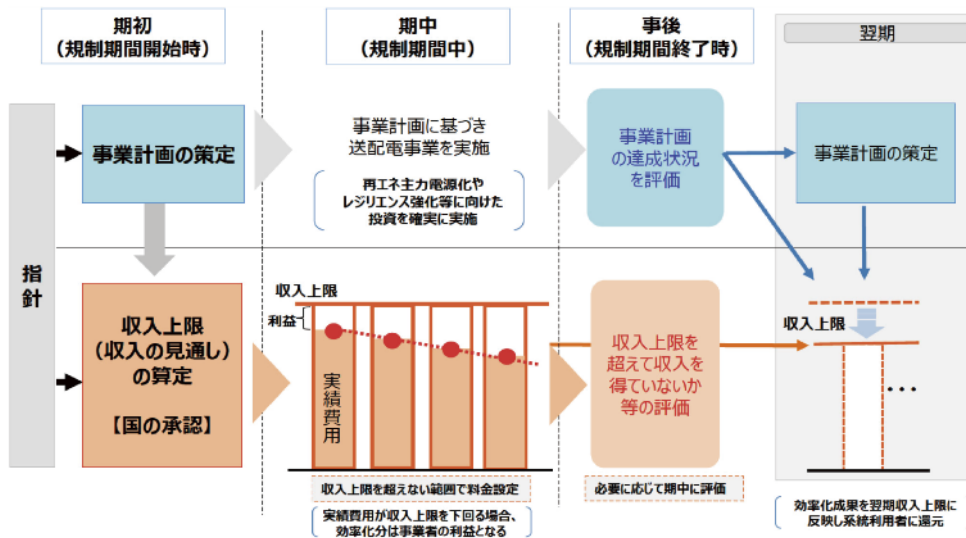 期初
（規制期間開始時）
期中
（規制期間中）
事後
（規制期間終了時）
翌期
指針
事業計画の策定
事業計画に基づき
送配電事業を実施
再エネ主力電源化や
レジリエンス強化等に向けた
投資を確実に実施
事業計画
の達成状況
を評価
事業計画の策定
収入上限
（収入の見通し）
の算定
【国の承認】
収入上限
利益
実績費用
収入上限を超えない範囲で料金設定
実績費用が収入上限を下回る場合、
効率化分は事業者の利益となる
収入上限を
超えて収入を
得ていないか
等の評価
必要に応じて期中に評価
収入上限
・・・
効率化成果を翌期収入上限に
反映し系統利用者に還元